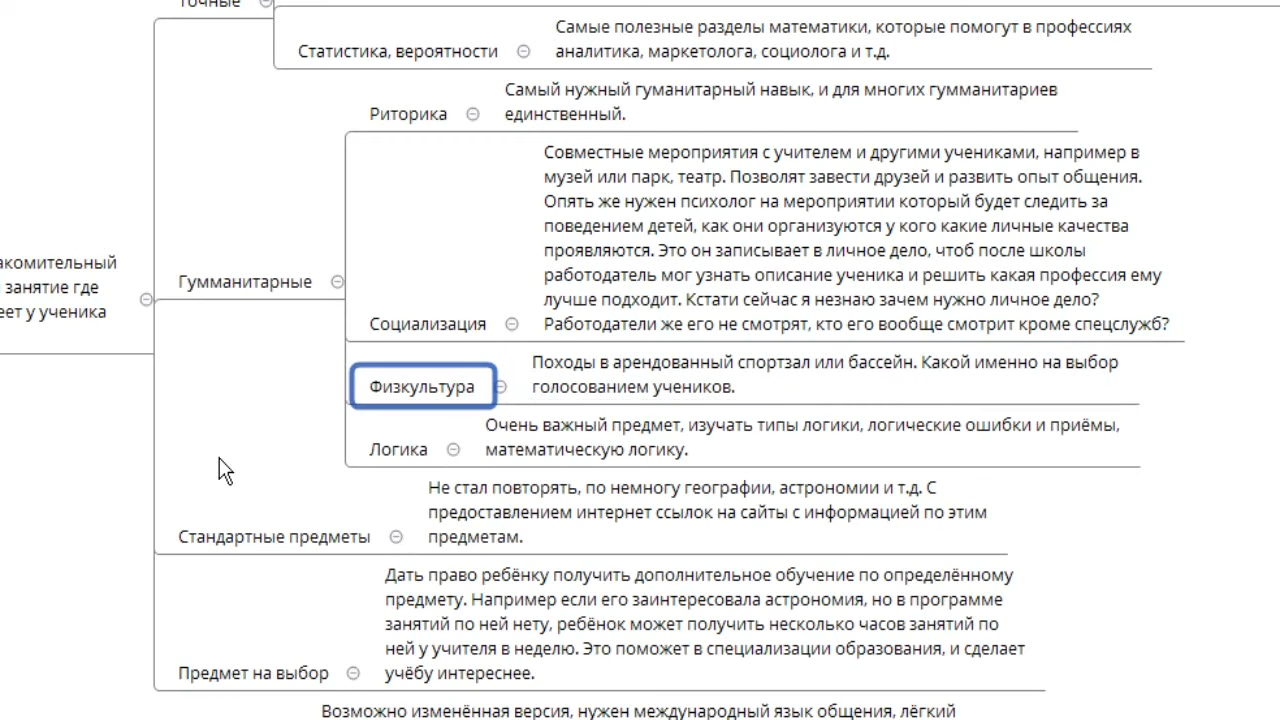 Точные
Самые полезные разделы математики, которые помогут в профессиях
Статистика, вероятности
аналитика, маркетолога, социолога и т.д.
Самый нужный гуманитарный навык, и для многих гумманитариев
Риторика
единственный.
Совместные мероприятия с учителем и другими учениками, например в
музей или парк, театр. Позволят завести друзей и развить опыт общения.
Опять же нужен психолог на мероприятии который будет следить за
поведением детей, как они организуются у кого какие личные качества
проявляются. Это он записывает в личное дело, чтоб после школы
работодатель мог узнать описание ученика и решить какая профессия ему
лучше подходит. Кстати сейчас я незнаю зачем нужно личное дело?
Социализация
Работодатели же его не смотрят, кто его вообще смотрит кроме спецслужб?
акомительный
занятие где
еет у ученика
Гумманитарные
Походы в арендованный спортзал или бассейн. Какой именно на выбор
Физкультура
голосованием учеников.
Очень важный предмет, изучать типы логики, логические ошибки и приёмы,
Логика
математическую логику.
Не стал повторять, по немногу географии, астрономии и т.д. С
предоставлением интернет ссылок на сайты с информацией по этим
Стандартные предметы
предметам.
Дать право ребёнку получить дополнительное обучение по определённому
предмету. Например если его заинтересовала астрономия, но в программе
занятий по ней нету, ребёнок может получить несколько часов занятий по
ней у учителя в неделю. Это поможет в специализации образования, и сделает
Предмет на выбор
учёбу интереснее.
Возможно изменённая версия, нужен международный язык общения, лёгкий